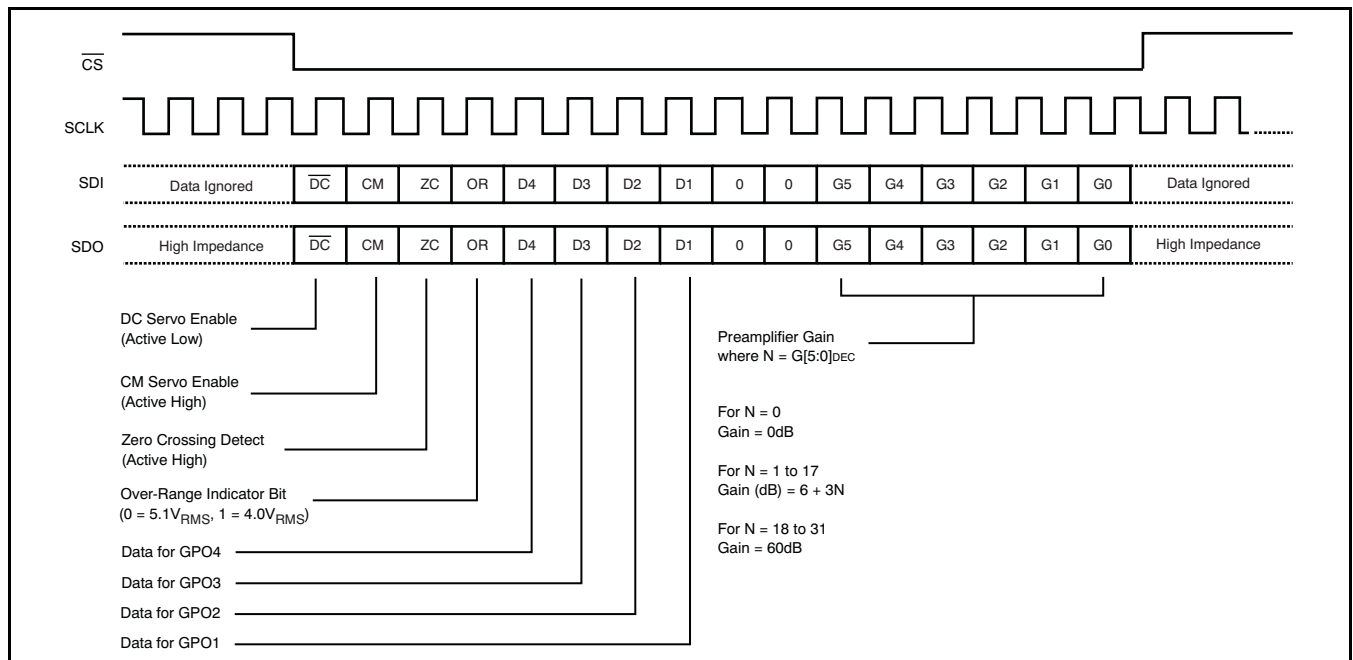 CS
SCLK
SDI Data Ignored DC CM ZC OR D4 D3 D2 D1 0 0 G5 G4 G3 G2 G1 G0 Data Ignored
SDO High Impedance DC CM ZC OR D4 D3 D2 D1 0 0 G5 G4 G3 G2 G1 G0 High Impedance
DC Servo Enable
(Active Low)
CM Servo Enable
(Active High)
Zero Crossing Detect
(Active High)
Over-Range Indicator Bit
(0 = 5.1VRMS, 1 = 4.0VRMS)
Data for GPO4
Data for GPO3
Data for GPO2
Data for GPO1
Preamplifier Gain
where N = G[5:0]DEC
For N = 0
Gain = 0dB
For N = 1 to 17
Gain (dB) = 6 + 3N
For N = 18 to 31
Gain = 60dB